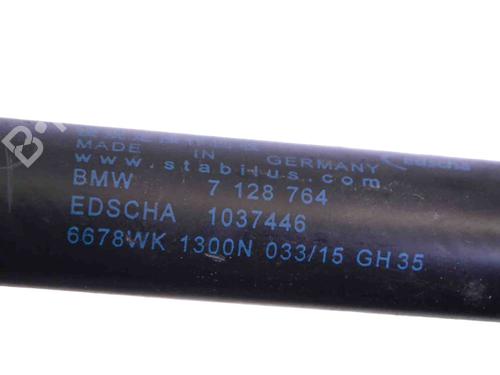 MADE IN GERMANY
www.stabilus.com
BMW 7 128 764
EDSCHA 1037446
6678WK 1300N 033/15 GH35